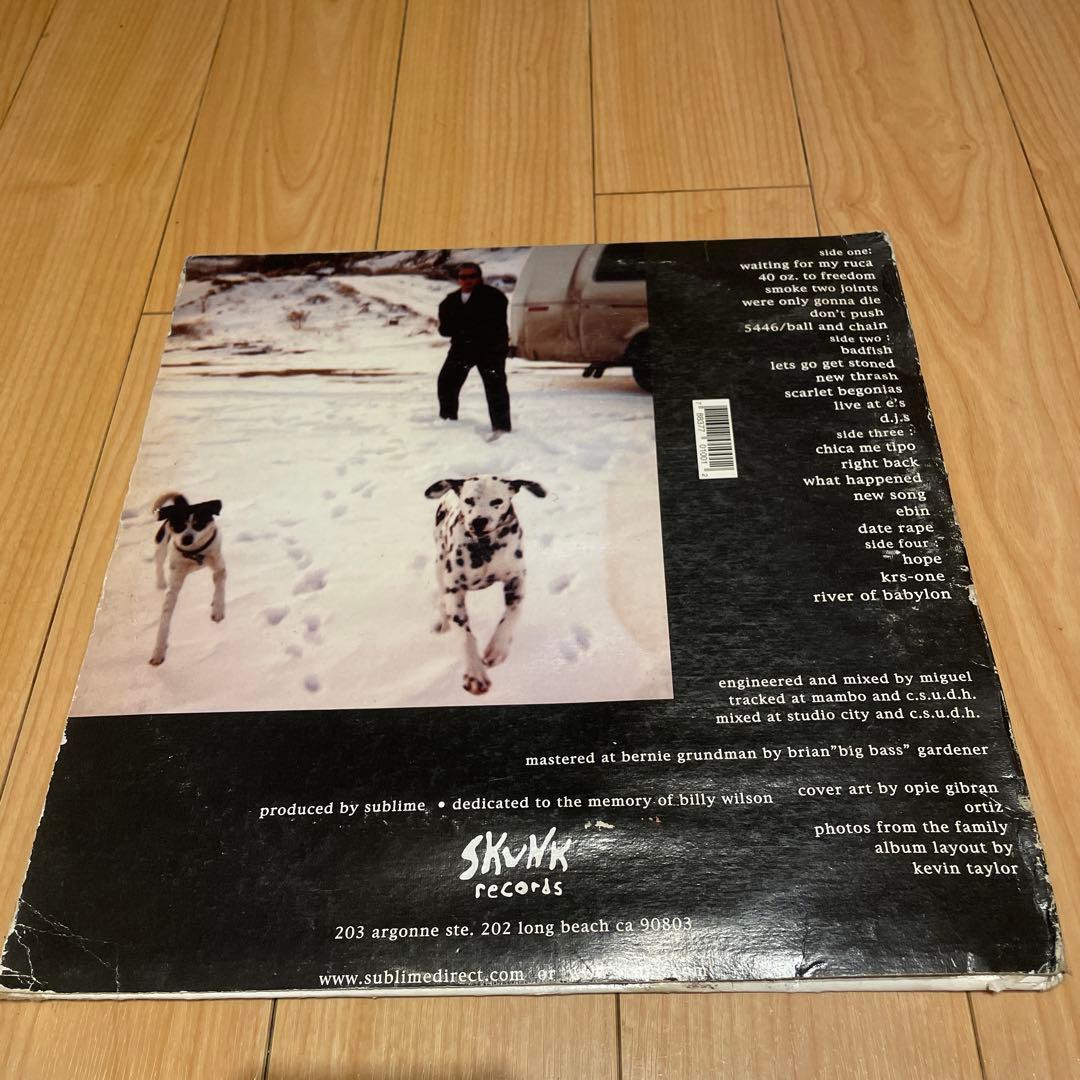 side one:
waiting for my ruca
40 oz. to freedom
smoke two joints
were only gonna die
don't push
5446/ball and chain
side two :
badfish
lets go get stoned
new thrash
scarlet begonias
live at e's
d.j.s
side three :
chica me tipo
right back
what happened
new song
ebin
date rape
side four :
hope
krs-one
river of babylon
engineered and mixed by miguel
tracked at mambo and c.s.u.d.h.
mixed at studio city and c.s.u.d.h.
mastered at bernie grundman by brian"big bass" gardener
produced by sublime • dedicated to the memory of billy wilson
cover art by opie gibran
ortiz
photos from the family
album layout by
kevin taylor
SKUNK
records
203 argonne ste. 202 long beach ca 90803
www.sublimedirect.com or